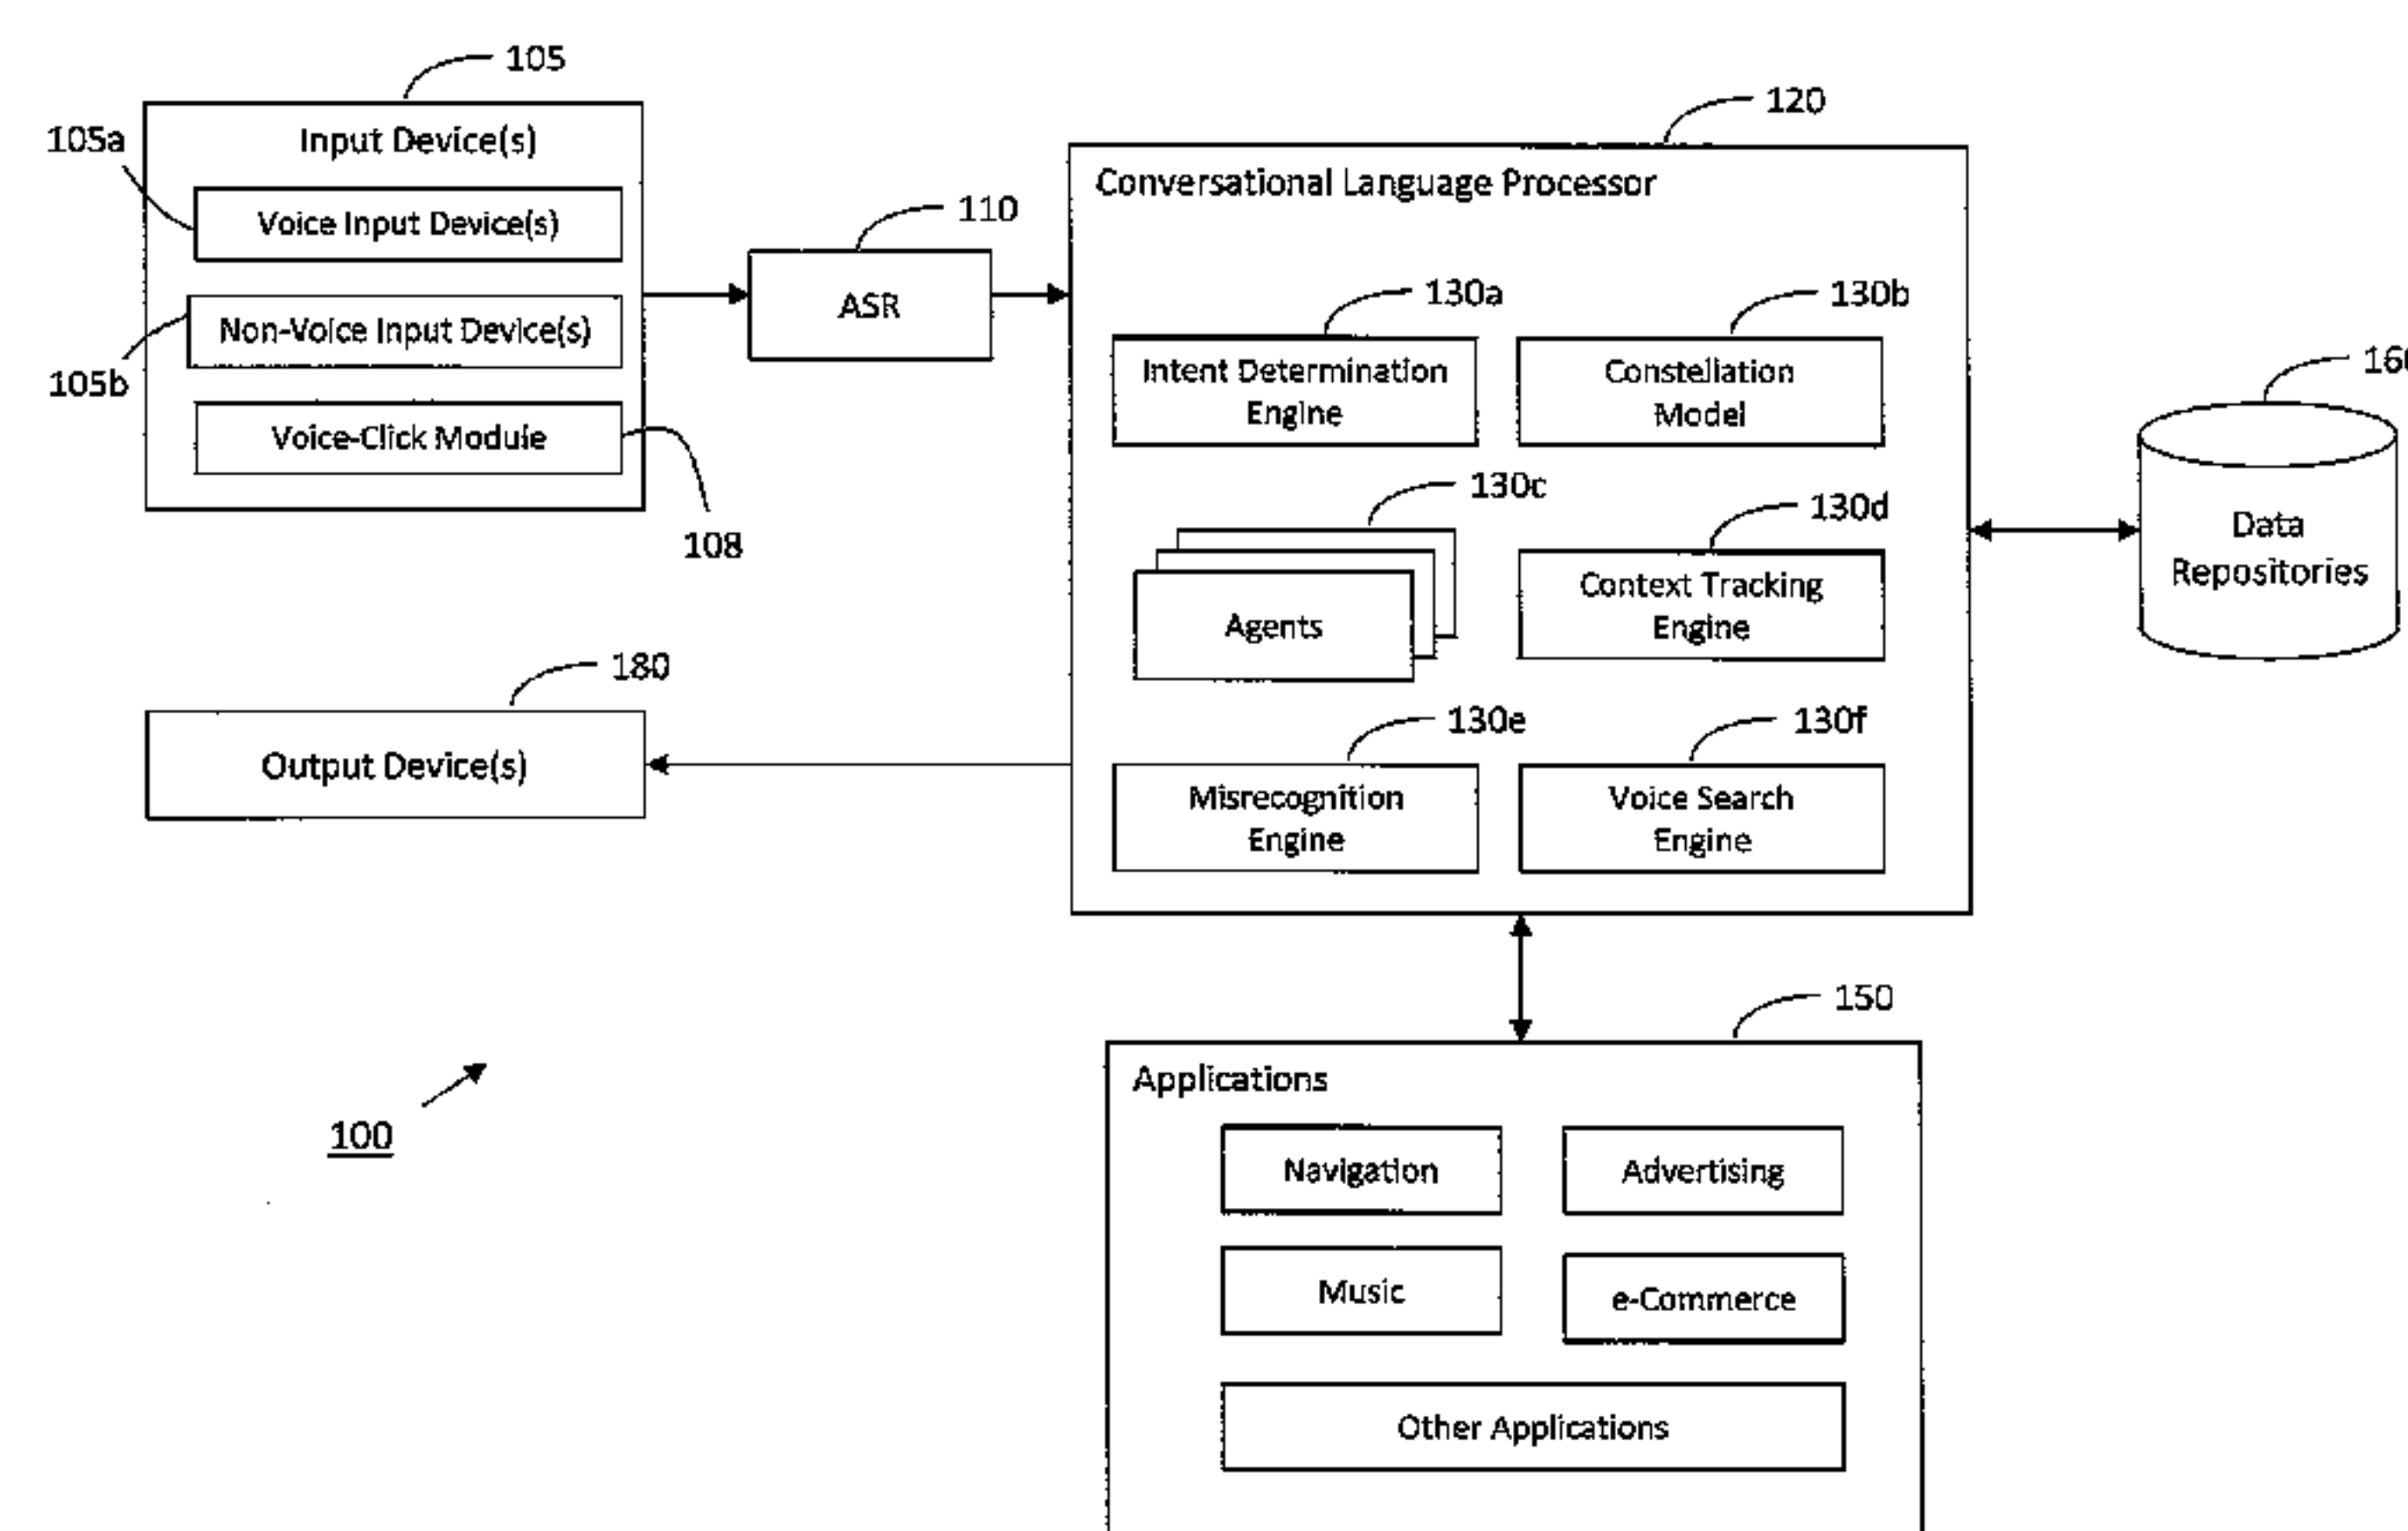 105
120
105a
Input Device(s)
Conversational Language Processor
Voice Input Device(s)
110
130a
130b
ASR
Non-Voice Input Device(s)
105b
Intent Determination
Engine
Constellation
Model
Voice-Click Module
108
130c
130d
Data
Repositories
Agents
Context Tracking
Engine
180
Output Device(s)
130e
130f
Misrecognition
Engine
Voice Search
Engine
150
Applications
100
Navigation
Advertising
Music
e-Commerce
Other Applications